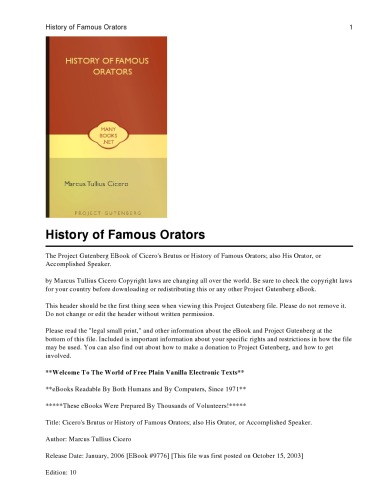 History of Famous Orators 1
HISTORY OF FAMOUS
ORATORS
MANY
BOOKS
.NET
Marcus Tullius Cicero
PROJECT GUTENBERG
History of Famous Orators
The Project Gutenberg EBook of Cicero's Brutus or History of Famous Orators; also His Orator, or
Accomplished Speaker.
by Marcus Tullius Cicero Copyright laws are changing all over the world. Be sure to check the copyright laws
for your country before downloading or redistributing this or any other Project Gutenberg eBook.
This header should be the first thing seen when viewing this Project Gutenberg file. Please do not remove it.
Do not change or edit the header without written permission.
Please read the "legal small print," and other information about the eBook and Project Gutenberg at the
bottom of this file. Included is important information about your specific rights and restrictions in how the file
may be used. You can also find out about how to make a donation to Project Gutenberg, and how to get
involved.
**Welcome To The World of Free Plain Vanilla Electronic Texts**
**eBooks Readable By Both Humans and By Computers, Since 1971**
*****These eBooks Were Prepared By Thousands of Volunteers!*****
Title: Cicero's Brutus or History of Famous Orators; also His Orator, or Accomplished Speaker.
Author: Marcus Tullius Cicero
Release Date: January, 2006 [EBook #9776] [This file was first posted on October 15, 2003]
Edition: 10